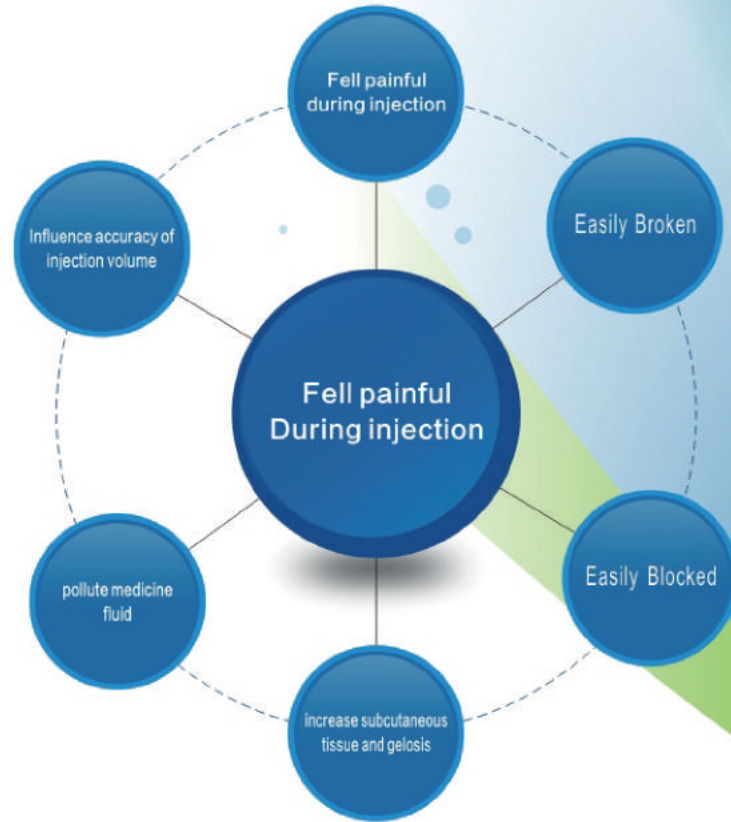 Fell painful
during injection
Easily Broken
Influence accuracy of
injection volume
Fell painful
During injection
Easily Blocked
pollute medicine
fluid
increase subcutaneous
tissue and gelosis